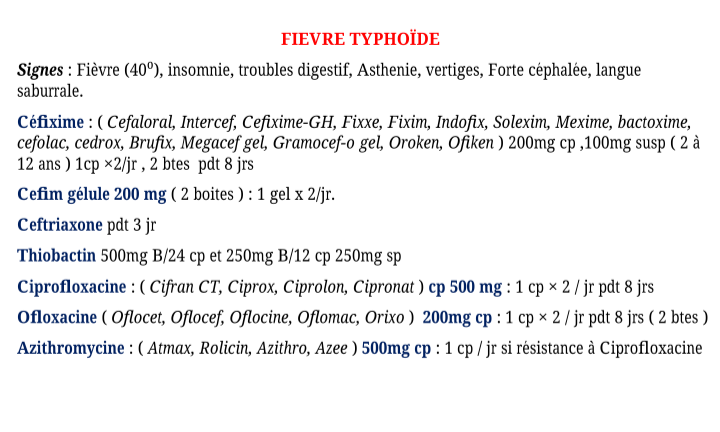 FIEVRE TYPHOÏDE
Signes : Fièvre (40⁰), insomnie, troubles digestif, Asthenie, vertiges, Forte céphalée, langue
saburrale.
Céfixime : ( Cefaloral, Intercef, Cefixime-GH, Fixxe, Fixim, Indofix, Solexim, Mexime, bactoxime,
cefolac, cedrox, Brufix, Megacef gel, Gramocef-o gel, Oroken, Ofiken ) 200mg cp ,100mg susp ( 2 à
12 ans ) 1cp ×2/jr , 2 btes pdt 8 jrs
Cefim gélule 200 mg ( 2 boites ) : 1 gel x 2/jr.
Ceftriaxone pdt 3 jr
Thiobactin 500mg B/24 cp et 250mg B/12 cp 250mg sp
Ciprofloxacine : ( Cifran CT, Ciprox, Ciprolon, Cipronat ) cp 500 mg : 1 cp × 2 / jr pdt 8 jrs
Ofloxacine ( Oflocet, Oflocef, Oflocine, Oflomac, Orixo ) 200mg cp : 1 cp × 2 / jr pdt 8 jrs ( 2 btes )
Azithromycine : ( Atmax, Rolicin, Azithro, Azee ) 500mg cp : 1 cp / jr si résistance à Ciprofloxacine